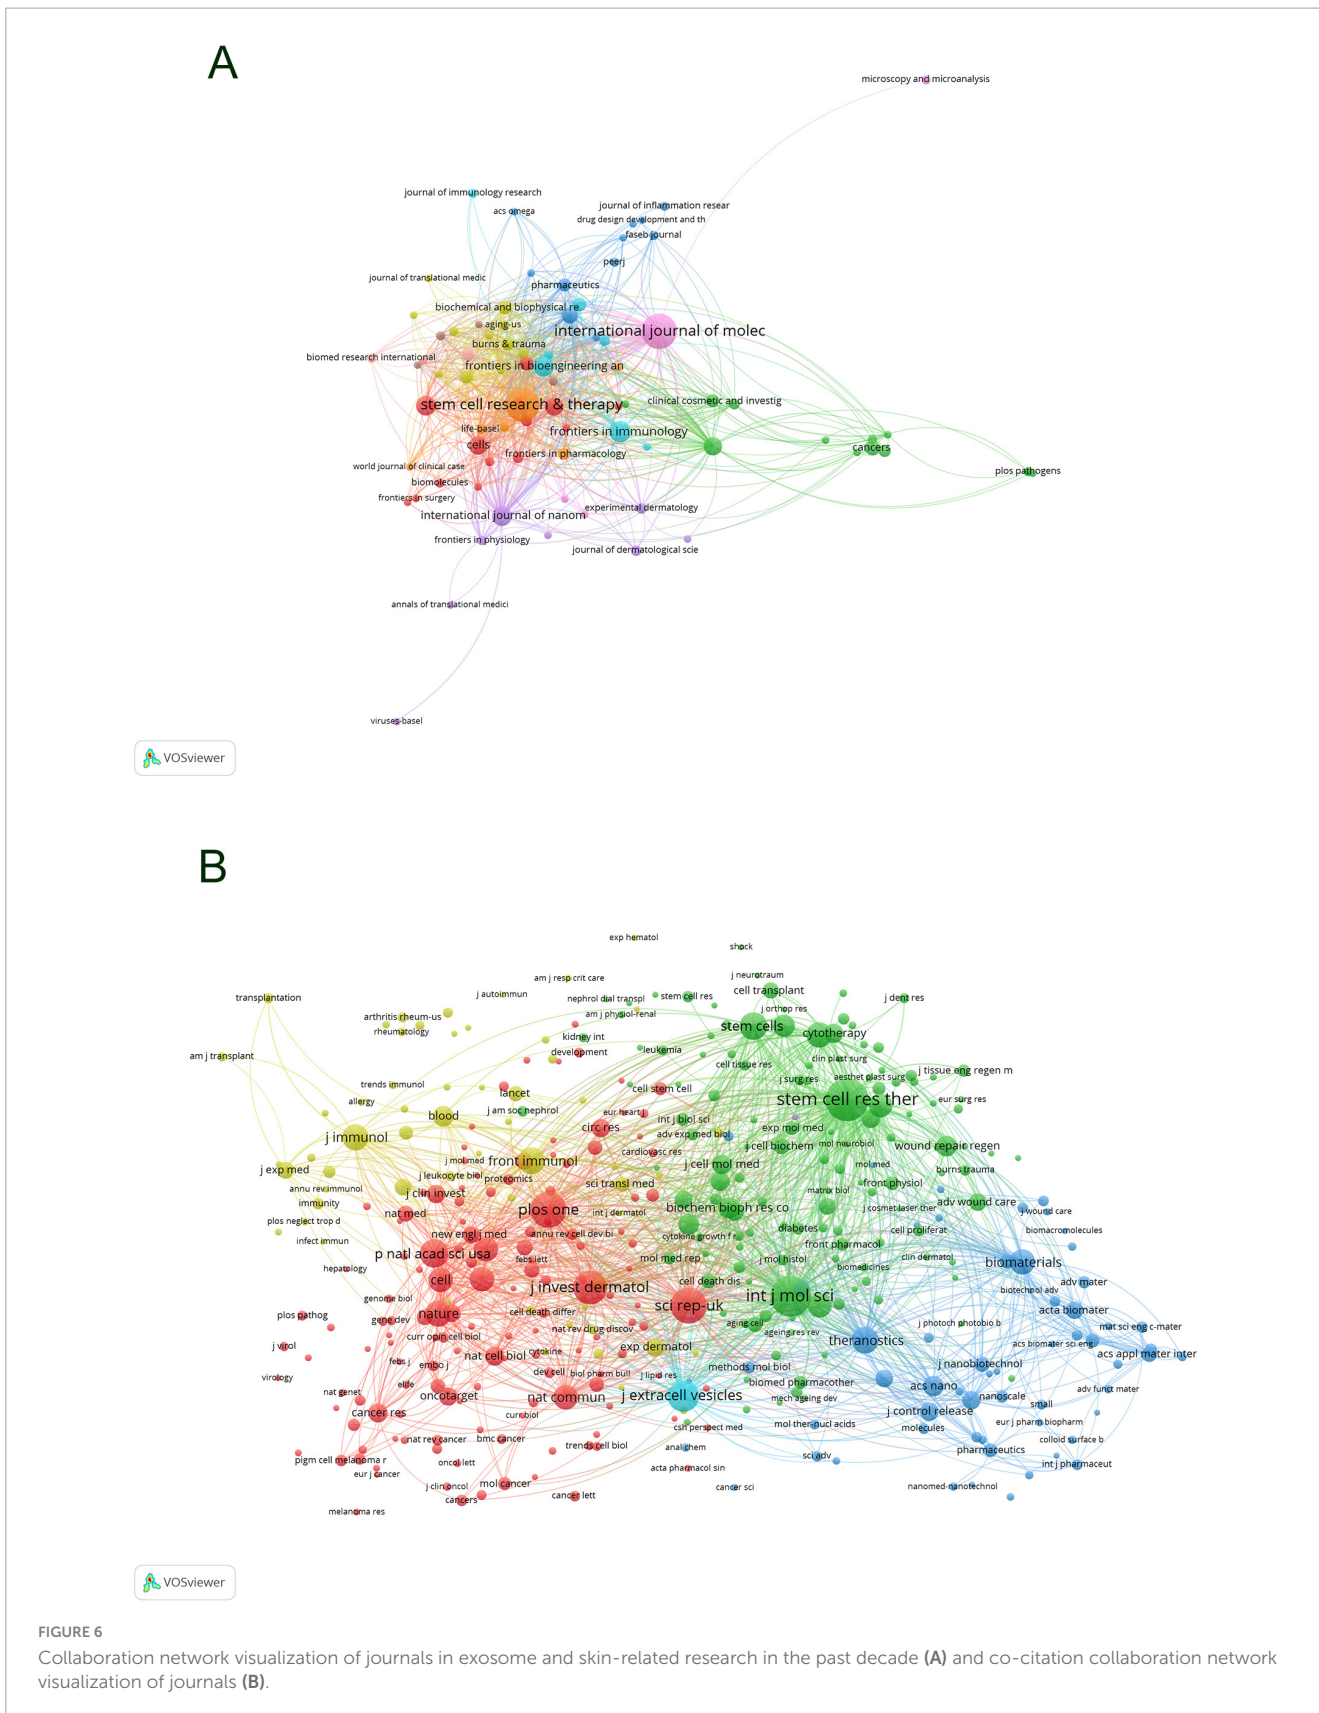 A
microscopy and microanalysis
journal of immunology research
acs omega
journal of inflammation resear
drug design development and th
faseb journal
peerj
journal of translational medic
pharmaceutics
biochemical and biophysical re
aging-us
international journal of molec
burns & trauma
biomed research international
frontiers in bioengineering an
stem cell research & therapy
clinical cosmetic and investig
life-basel
frontiers in immunology
cells
frontiers in pharmacology
cancers
world journal of clinical case
plos pathogens
biomolecules
frontiers in surgery
international journal of nanom
experimental dermatology
frontiers in physiology
journal of dermatological scie
annals of translational medici
viruses-basel
VOSviewer
B
exp hematol
shock
am j resp crit care
j neurotraum
transplantation
j autoimmun
nephrol dial transpl
stem cell res
cell transplant
j dent res
arthritis rheum-us
am j physiol-renal
j orthop res
rheumatology
kidney int
stem cells
cytotherapy
am j transplant
development
leukemia
cell tissue res
clin plast surg
j tissue eng regen m
trends immunol
lancet
cell stem cell
j surg res
aesthet plast surg
allergy
j am soc nephrol
eur heart j
stem cell res ther
eur surg res
blood
circ res
int j biol sci
exp mol med
j immunol
adv exp med biol
j cell biochem
mol neurobiol
wound repair regen
j mol med
front immunol
cardiovasc res
j cell mol med
mol med
j exp med
j leukocyte biol
proteomics
sci transl med
burns trauma
annu rev immunol
j clin invest
matrix biol
front physiol
immunity
nat med
plos one
int j dermatol
biochem bioph res co
j cosmet laser ther
adv wound care
j wound care
plos neglect trop d
new engl j med
annu rev cell dev bi
cytokine growth f r
diabetes
cell proliferat
biomacromolecules
infect immun
p natl acad sci usa
febs lett
mol med rep
j mol histol
front pharmacol
clin dermatol
biomaterials
hepatology
cell
j invest dermatol
cell death dis
biomedicines
biotechnol adv
adv mater
genome biol
sci rep-uk
int j mol sci
acta biomater
plos pathog
gene dev
nature
cell death differ
aging cell
j photoch photobio b
mat sci eng c-mater
curr opin cell biol
nat rev drug discov
ageing res rev
theranostics
acs biomater sci eng
j virol
nat cell biol
cytokine
exp dermatol
acs appl mater inter
febs j
embo j
dev cell
biol pharm bull
j lipid res
methods mol biol
j nanobiotechnol
virology
elife
biomed pharmacother
acs nano
adv funct mater
nat genet
oncotarget
nat commun
j extracell vesicles
mech ageing dev
nanoscale
small
cancer res
curr biol
csh perspect med
mol ther-nucl acids
j control release
eur j pharm biopharm
molecules
nat rev cancer
bmc cancer
trends cell biol
anal chem
sci adv
pharmaceutics
colloid surface b
pigm cell melanoma r
oncol lett
acta pharmacol sin
int j pharmaceut
eur j cancer
j clin oncol
mol cancer
cancer sci
nanomed-nanotechnol
cancers
cancer lett
melanoma res
VOSviewer
FIGURE 6
Collaboration network visualization of journals in exosome and skin-related research in the past decade (A) and co-citation collaboration network
visualization of journals (B).